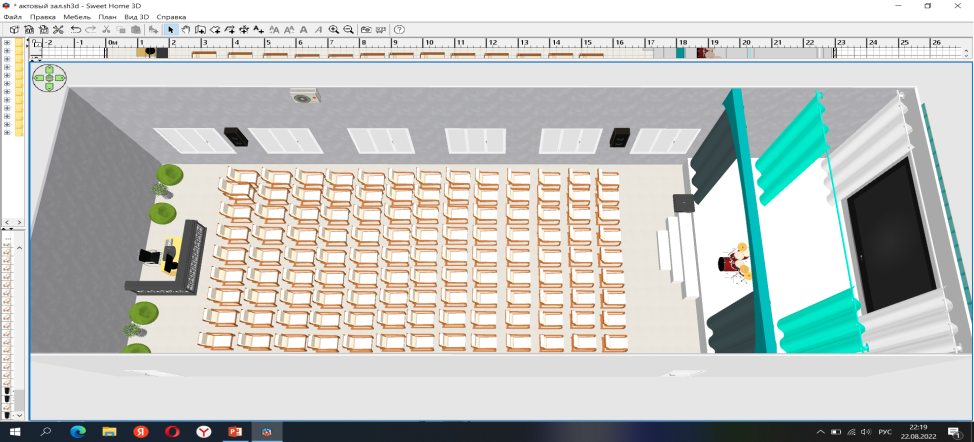 * актовый зал.sh3d - Sweet Home 3D
Файл Правка Мебель План Вид 3D Справка
-2 -1 0м 1 2 3 4 5 6 7 8 9 10 11 12 13 14 15 16 17 18 19 20 21 22 23 24 25 26
РУС
22:19
22.08.2022